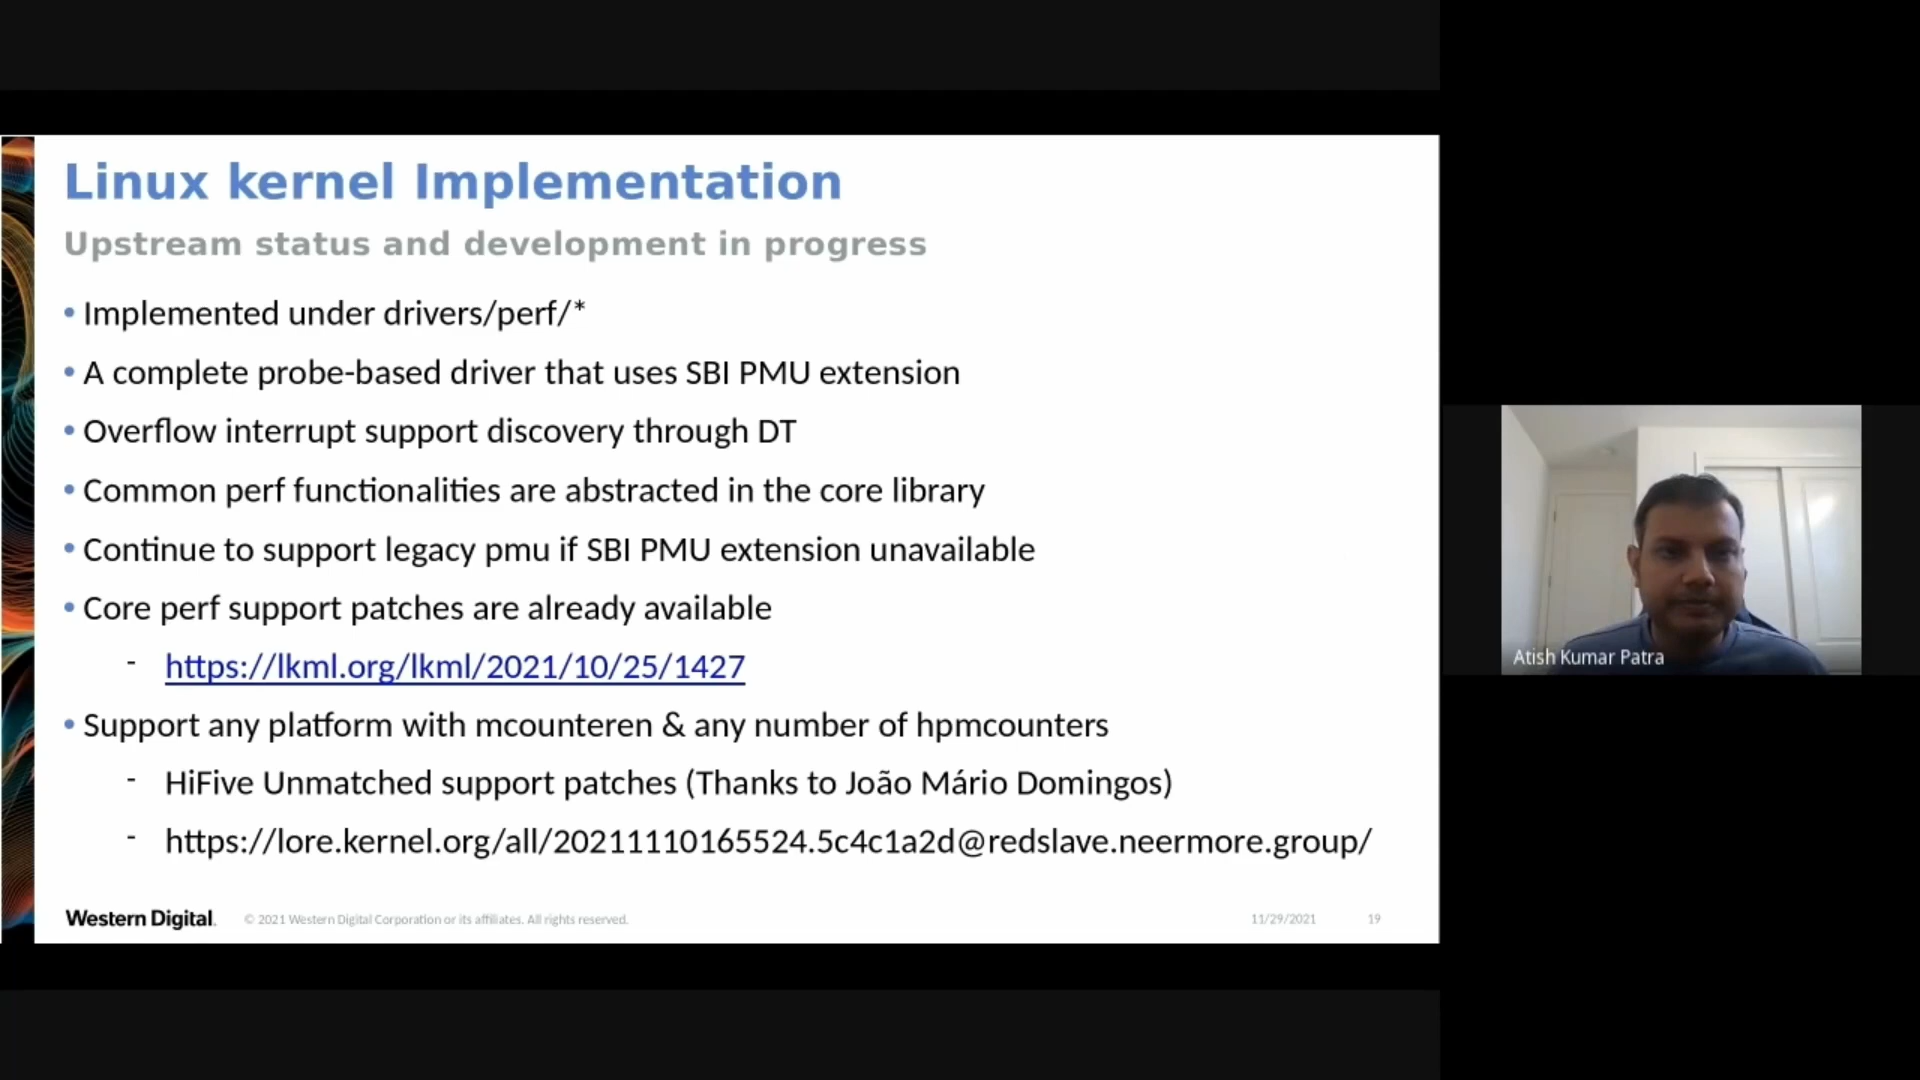 Linux kernel Implementation
Upstream status and development in progress
• Implemented under drivers/perf/*
• A complete probe-based driver that uses SBI PMU extension
• Overflow interrupt support discovery through DT
• Common perf functionalities are abstracted in the core library
• Continue to support legacy pmu if SBI PMU extension unavailable
• Core perf support patches are already available
- https://lkml.org/lkml/2021/10/25/1427
• Support any platform with mcounteren & any number of hpmcounters
- HiFive Unmatched support patches (Thanks to João Mário Domingos)
- https://lore.kernel.org/all/20211110165524.5c4c1a2d@redslave.neermore.group/
Western Digital. © 2021 Western Digital Corporation or its affiliates. All rights reserved. 11/29/2021 19
Atish Kumar Patra